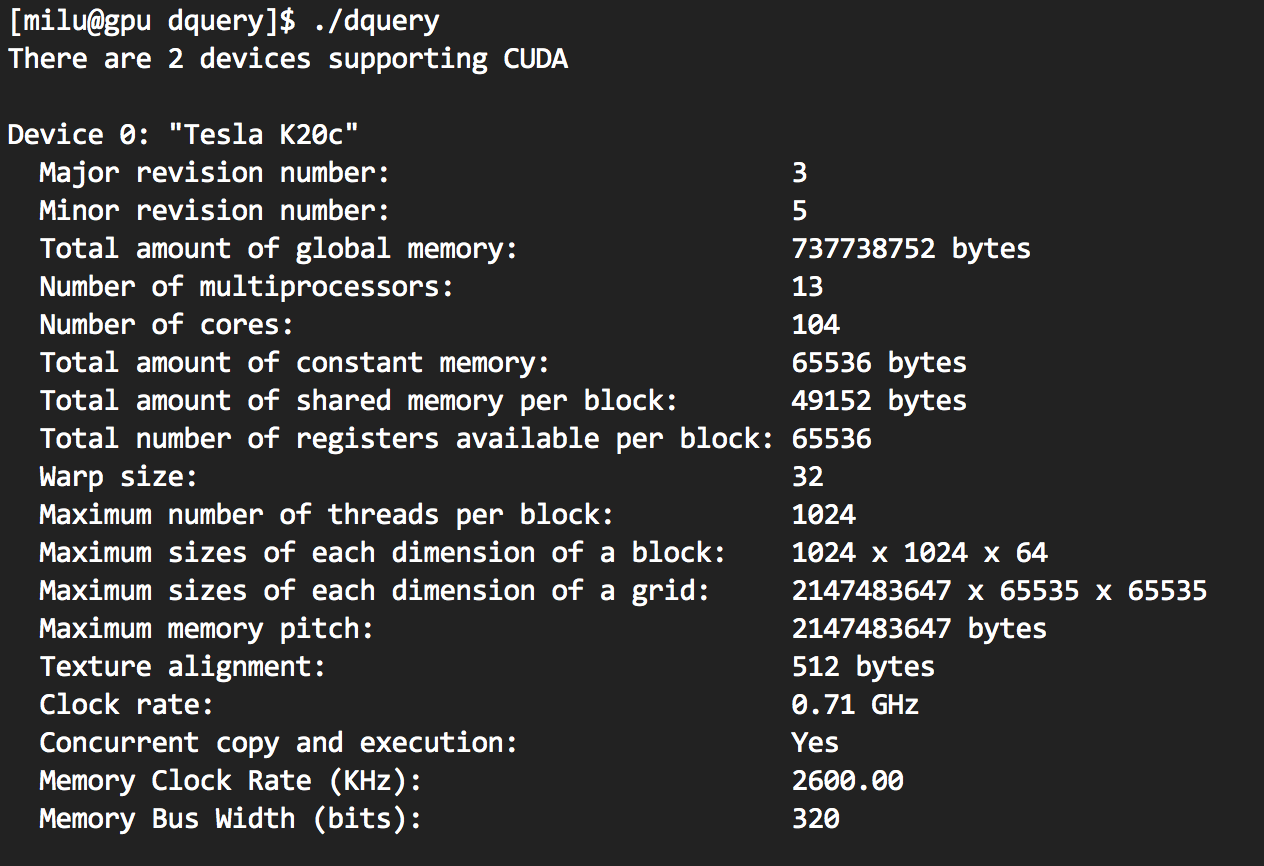 [milu@gpu dquery]$ ./dquery
There are 2 devices supporting CUDA

Device 0: "Tesla K20c"
  Major revision number:                         3
  Minor revision number:                         5
  Total amount of global memory:                 737738752 bytes
  Number of multiprocessors:                     13
  Number of cores:                               104
  Total amount of constant memory:               65536 bytes
  Total amount of shared memory per block:       49152 bytes
  Total number of registers available per block: 65536
  Warp size:                                     32
  Maximum number of threads per block:           1024
  Maximum sizes of each dimension of a block:    1024 x 1024 x 64
  Maximum sizes of each dimension of a grid:     2147483647 x 65535 x 65535
  Maximum memory pitch:                          2147483647 bytes
  Texture alignment:                             512 bytes
  Clock rate:                                    0.71 GHz
  Concurrent copy and execution:                 Yes
  Memory Clock Rate (KHz):                       2600.00
  Memory Bus Width (bits):                       320